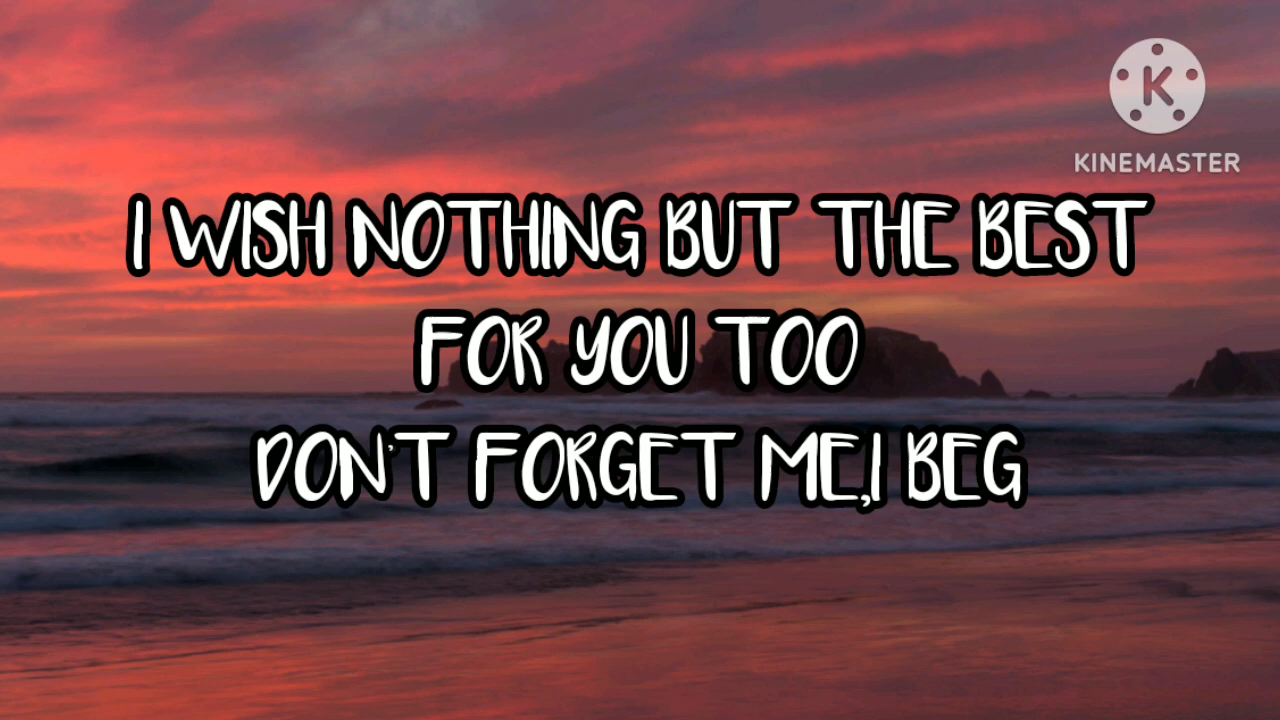 K
KINEMASTER
I WISH NOTHING BUT THE BEST
FOR YOU TOO
DON'T FORGET ME,I BEG